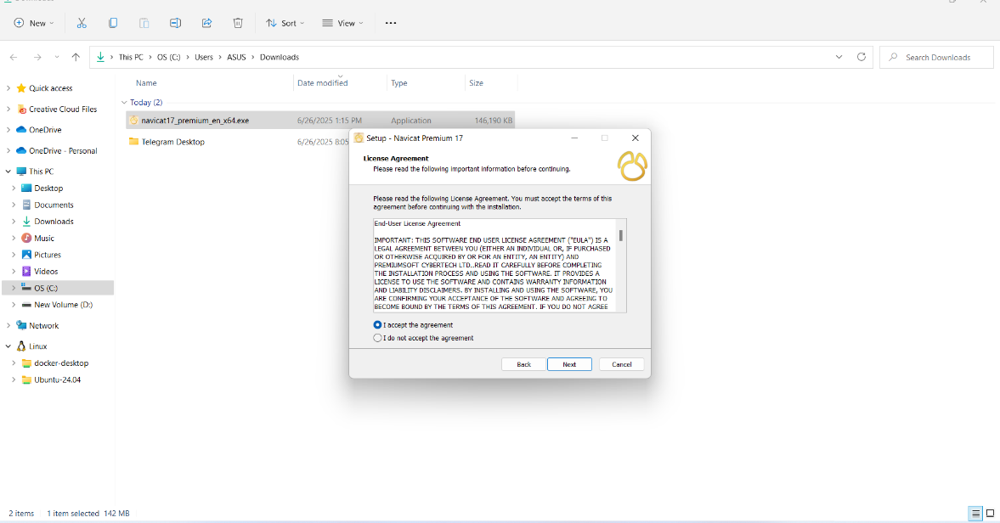 New
Sort
View
This PC > OS (C:) > Users > ASUS > Downloads
Search Downloads
Name
Date modified
Type
Size
Today (2)
navicat17_premium_en_x64.exe
6/26/2025 1:15 PM
Application
146,190 KB
Telegram Desktop
6/26/2025 8:05
Quick access
Creative Cloud Files
OneDrive
OneDrive - Personal
This PC
Desktop
Documents
Downloads
Music
Pictures
Videos
OS (C:)
New Volume (D:)
Network
Linux
docker-desktop
Ubuntu-24.04
Setup - Navicat Premium 17
License Agreement
Please read the following important information before continuing.
Please read the following License Agreement. You must accept the terms of this
agreement before continuing with the installation.
End-User License Agreement
IMPORTANT: THIS SOFTWARE END USER LICENSE AGREEMENT ("EULA") IS A
LEGAL AGREEMENT BETWEEN YOU (EITHER AN INDIVIDUAL OR, IF PURCHASED
OR OTHERWISE ACQUIRED BY OR FOR AN ENTITY, AN ENTITY) AND
PREMIUMSOFT CYBERTECH LTD..READ IT CAREFULLY BEFORE COMPLETING
THE INSTALLATION PROCESS AND USING THE SOFTWARE. IT PROVIDES A
LICENSE TO USE THE SOFTWARE AND CONTAINS WARRANTY INFORMATION
AND LIABILITY DISCLAIMERS. BY INSTALLING AND USING THE SOFTWARE, YOU
ARE CONFIRMING YOUR ACCEPTANCE OF THE SOFTWARE AND AGREEING TO
BECOME BOUND BY THE TERMS OF THIS AGREEMENT. IF YOU DO NOT AGREE
I accept the agreement
I do not accept the agreement
Back
Next
Cancel
2 items
1 item selected 142 MB